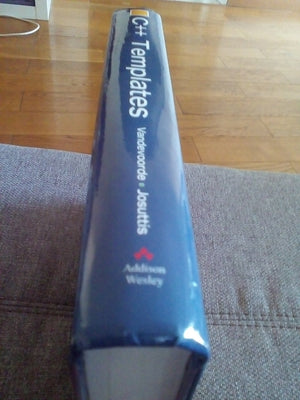 C++ Templates
Vandevoorde • Josuttis
Addison
Wesley